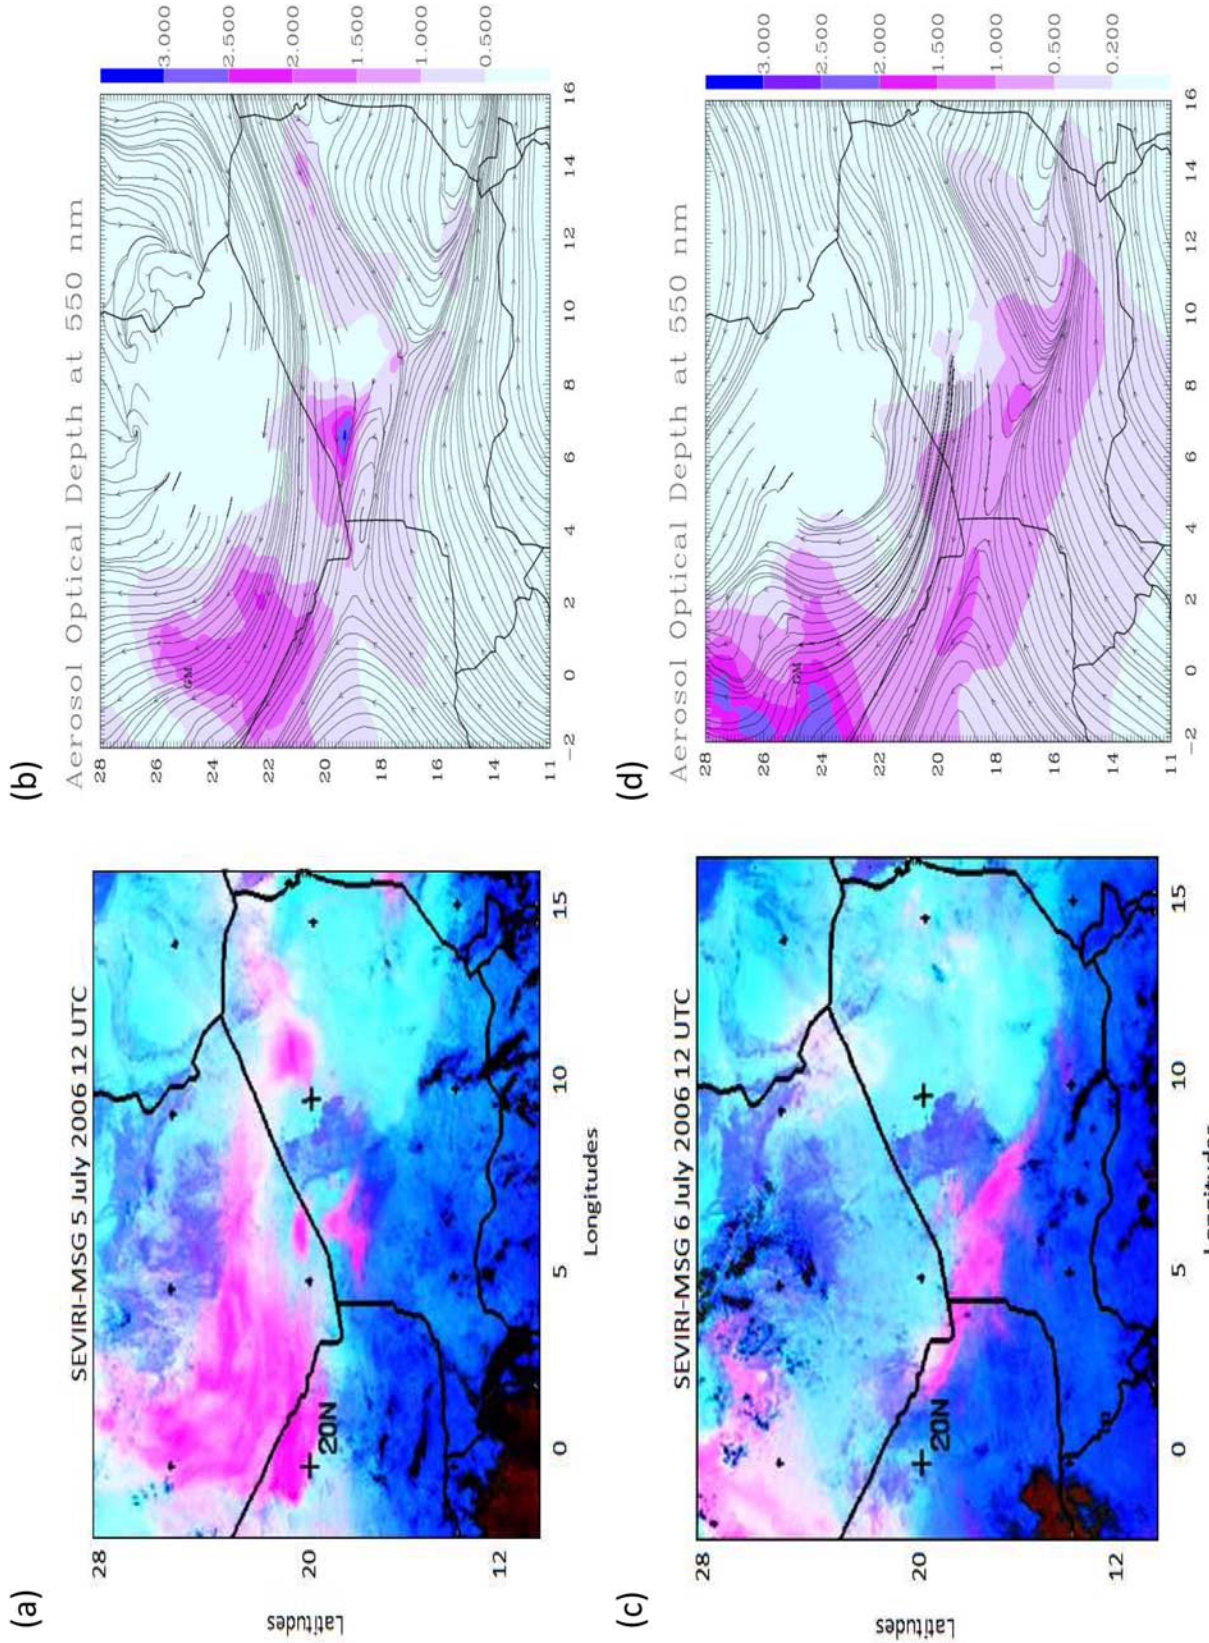 (a)
SEVIRI-MSG 5 July 2006 12 UTC
28
20
12
Latitudes
20N
0 5 10 15
Longitudes
(b)
Aerosol Optical Depth at 550 nm
28
26
24
22
20
18
16
14
11
GM
−2 0 2 4 6 8 10 12 14 16
3.000
2.500
2.000
1.500
1.000
0.500
(c)
SEVIRI-MSG 6 July 2006 12 UTC
28
20
12
Latitudes
20N
0 5 10 15
(d)
Aerosol Optical Depth at 550 nm
28
26
24
22
20
18
16
14
11
GM
−2 0 2 4 6 8 10 12 14 16
3.000
2.500
2.000
1.500
1.000
0.500
0.200